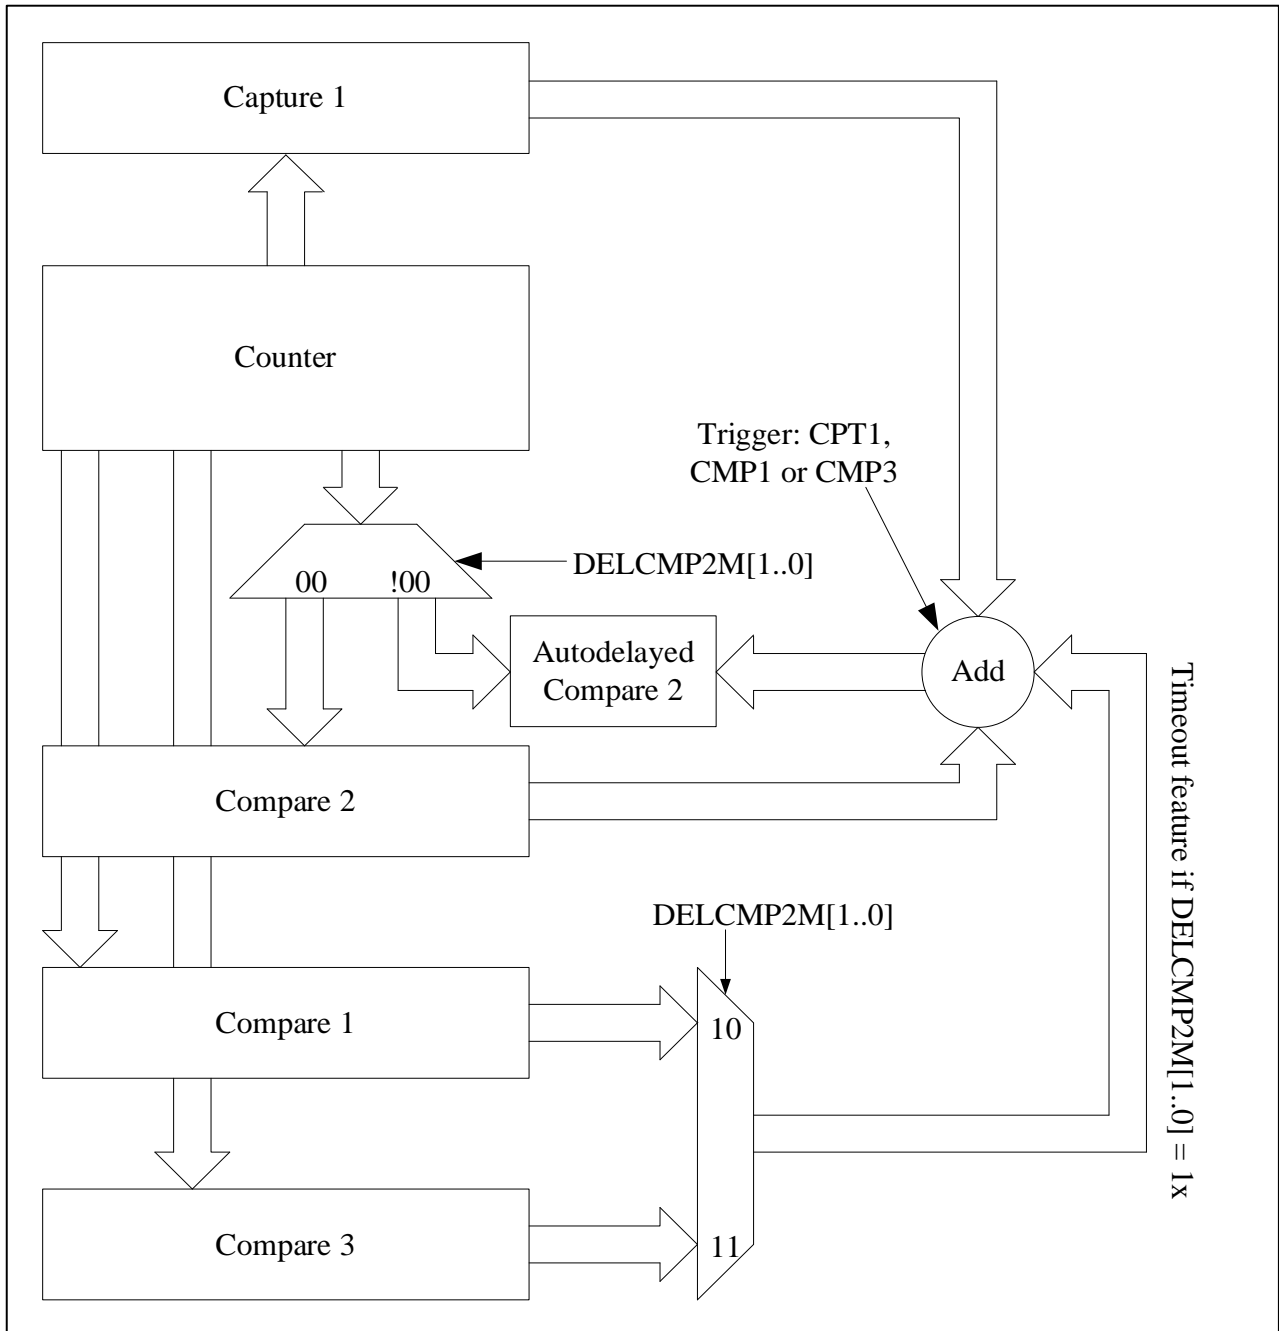 Capture 1
Counter
Trigger: CPT1,
CMP1 or CMP3
00
!00
DELCMP2M[1..0]
Autodelayed
Compare 2
Add
Timeout feature if DELCMP2M[1..0] = 1x
Compare 2
DELCMP2M[1..0]
Compare 1
10
Compare 3
11